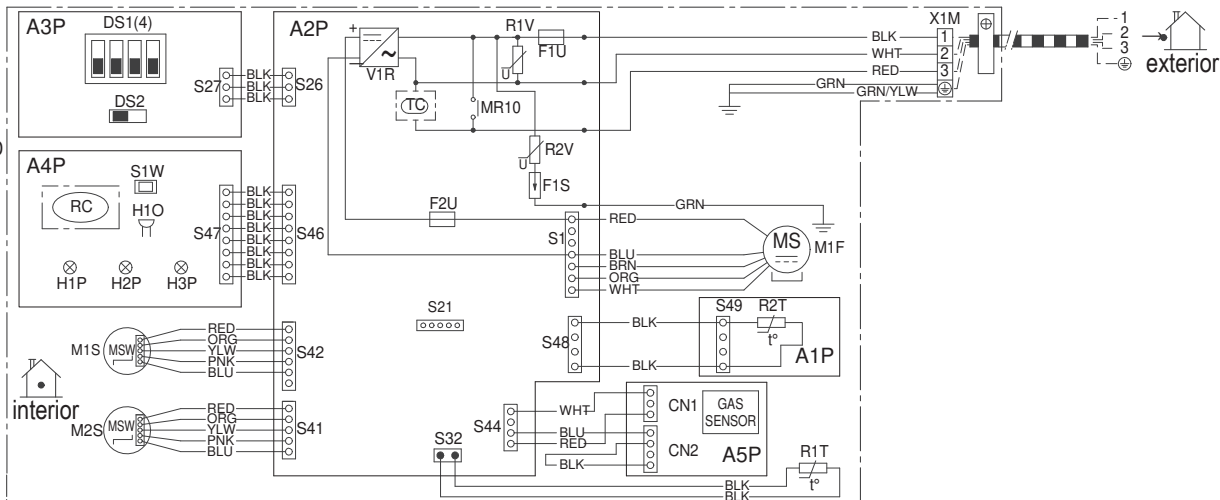 A3P
DS1(4)
DS2
S27
BLK
BLK
BLK
S26
A2P
+
-
V1R
R1V
U
F1U
TC
MR10
R2V
U
F1S
F2U
BLK
WHT
RED
GRN
GRN/YLW
GRN
X1M
1
2
3
1
2
3
exterior
A4P
S1W
RC
H1O
H1P
H2P
H3P
S47
BLK
BLK
BLK
BLK
BLK
BLK
BLK
BLK
S46
S1
RED
BLU
BRN
ORG
WHT
MS
M1F
S21
M1S
MSW
RED
ORG
YLW
PNK
BLU
S42
interior
M2S
MSW
RED
ORG
YLW
PNK
BLU
S41
S48
BLK
BLK
S49
R2T
t°
A1P
S44
WHT
BLU
RED
BLK
CN1
CN2
GAS
SENSOR
A5P
S32
BLK
BLK
R1T
t°